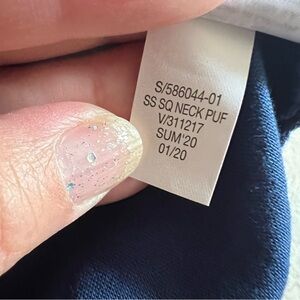 S/586044-01
SS SQ NECK PUF
V/311217
SUM'20
01/20